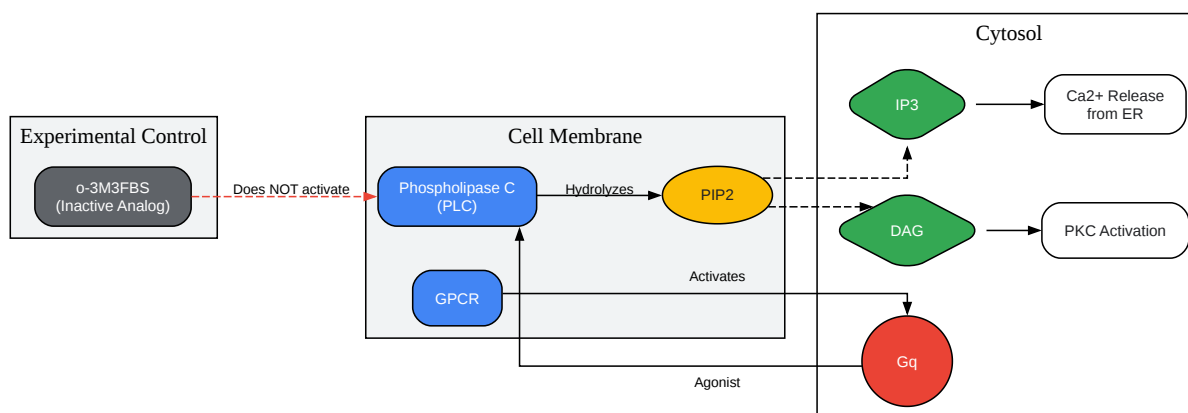 Experimental Control
o-3M3FBS
(Inactive Analog)
Does NOT activate
Cell Membrane
Phospholipase C
(PLC)
Hydrolyzes
PIP2
GPCR
Activates
Agonist
Cytosol
IP3
Ca2+ Release
from ER
DAG
PKC Activation
Gq